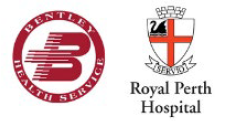 BENTLEY
HEALTH SERVICE
SERVIO
Royal Perth
Hospital